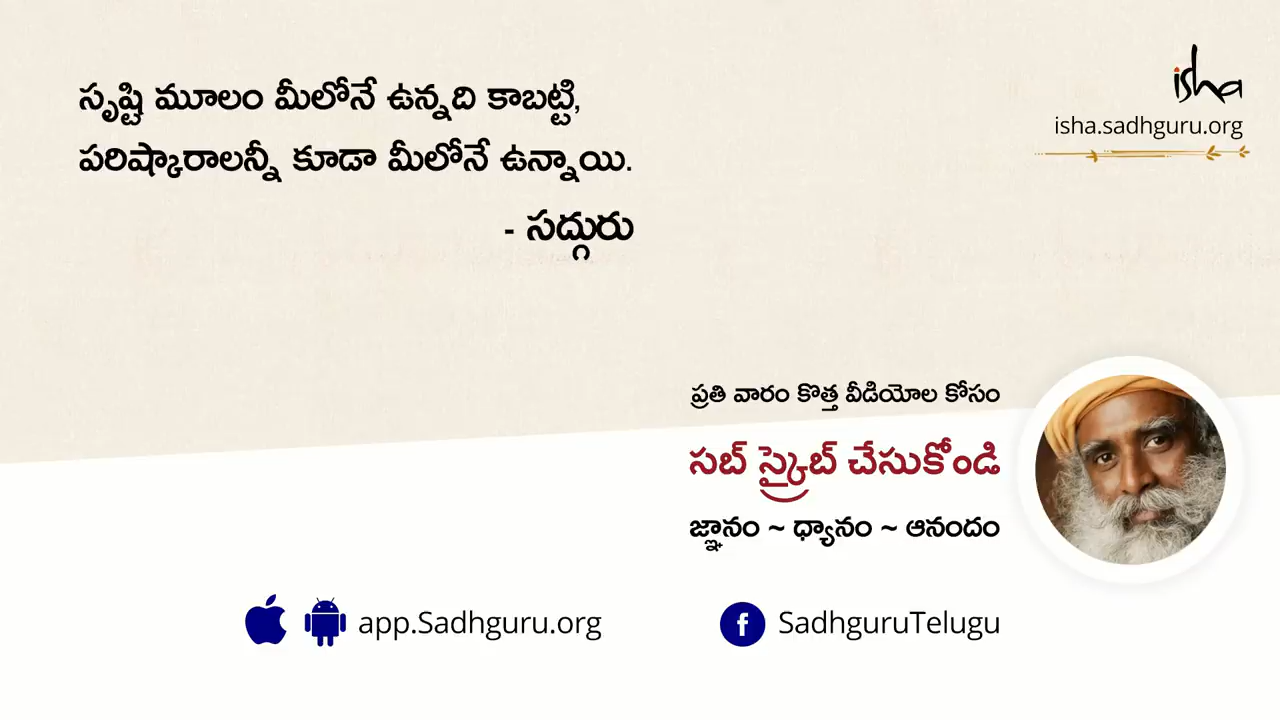 సృష్టి మూలం మీలోనే ఉన్నది కాబట్టి,
పరిష్కారాలన్నీ కూడా మీలోనే ఉన్నాయి.
- సద్గురు
isha
isha.sadhguru.org
ప్రతి వారం కొత్త వీడియోల కోసం
సబ్ స్క్రైబ్ చేసుకోండి
జ్ఞానం ~ ధ్యానం ~ ఆనందం
app.Sadhguru.org
SadhguruTelugu